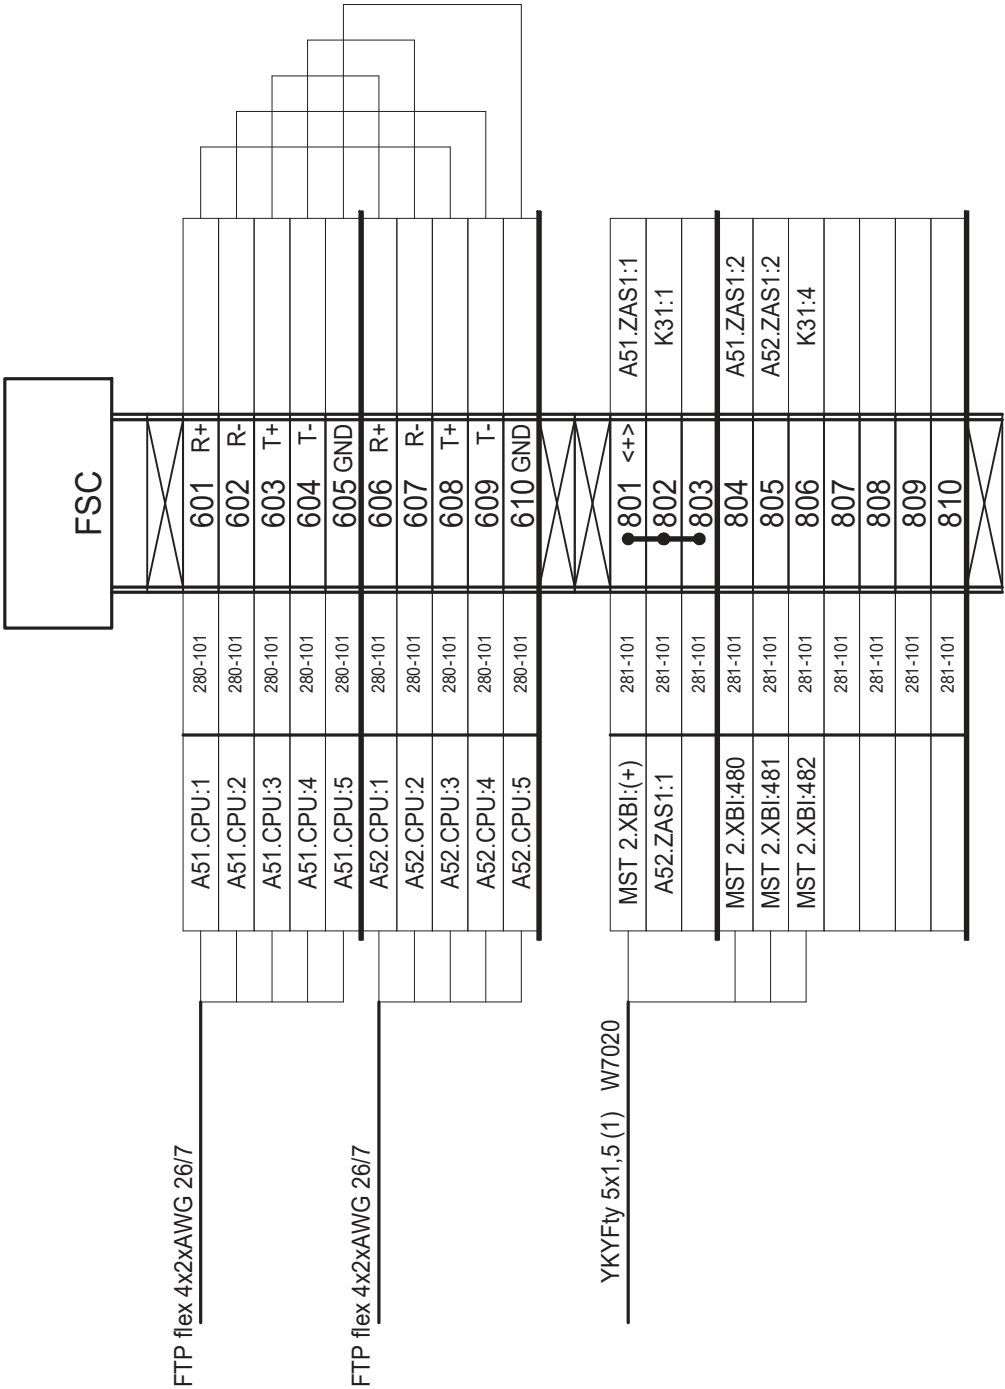 FSC
601 R+
602 R-
603 T+
604 T-
605 GND
606 R+
607 R-
608 T+
609 T-
610 GND
801 <+>
802
803
804
805
806
807
808
809
810
A51.ZAS1:1
K31:1
A51.ZAS1:2
A52.ZAS1:2
K31:4
280-101
280-101
280-101
280-101
280-101
280-101
280-101
280-101
280-101
280-101
281-101
281-101
281-101
281-101
281-101
281-101
281-101
281-101
281-101
281-101
A51.CPU:1
A51.CPU:2
A51.CPU:3
A51.CPU:4
A51.CPU:5
A52.CPU:1
A52.CPU:2
A52.CPU:3
A52.CPU:4
A52.CPU:5
MST 2.XBI:(+)
A52.ZAS1:1
MST 2.XBI:480
MST 2.XBI:481
MST 2.XBI:482
FTP flex 4x2xAWG 26/7
FTP flex 4x2xAWG 26/7
YKYFty 5x1,5 (1) W7020